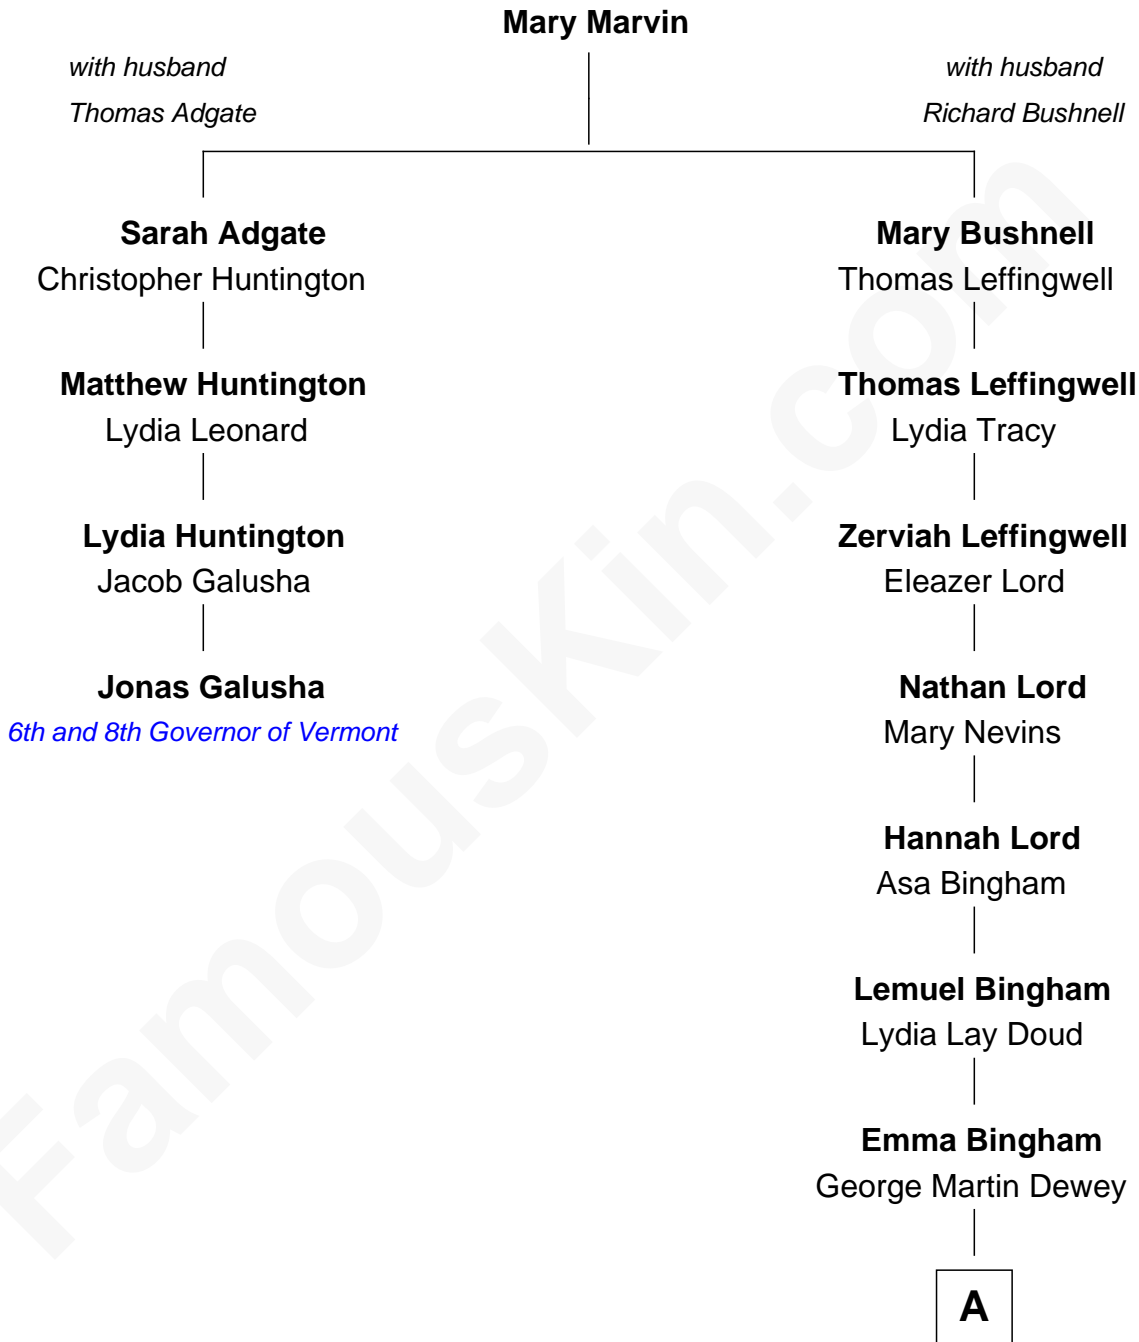 Mary Marvin
with husband
Thomas Adgate
with husband
Richard Bushnell
Sarah Adgate
Christopher Huntington
Mary Bushnell
Thomas Leffingwell
Matthew Huntington
Lydia Leonard
Thomas Leffingwell
Lydia Tracy
Lydia Huntington
Jacob Galusha
Zerviah Leffingwell
Eleazer Lord
Jonas Galusha
6th and 8th Governor of Vermont
Nathan Lord
Mary Nevins
Hannah Lord
Asa Bingham
Lemuel Bingham
Lydia Lay Doud
Emma Bingham
George Martin Dewey
A
FamousKin.com